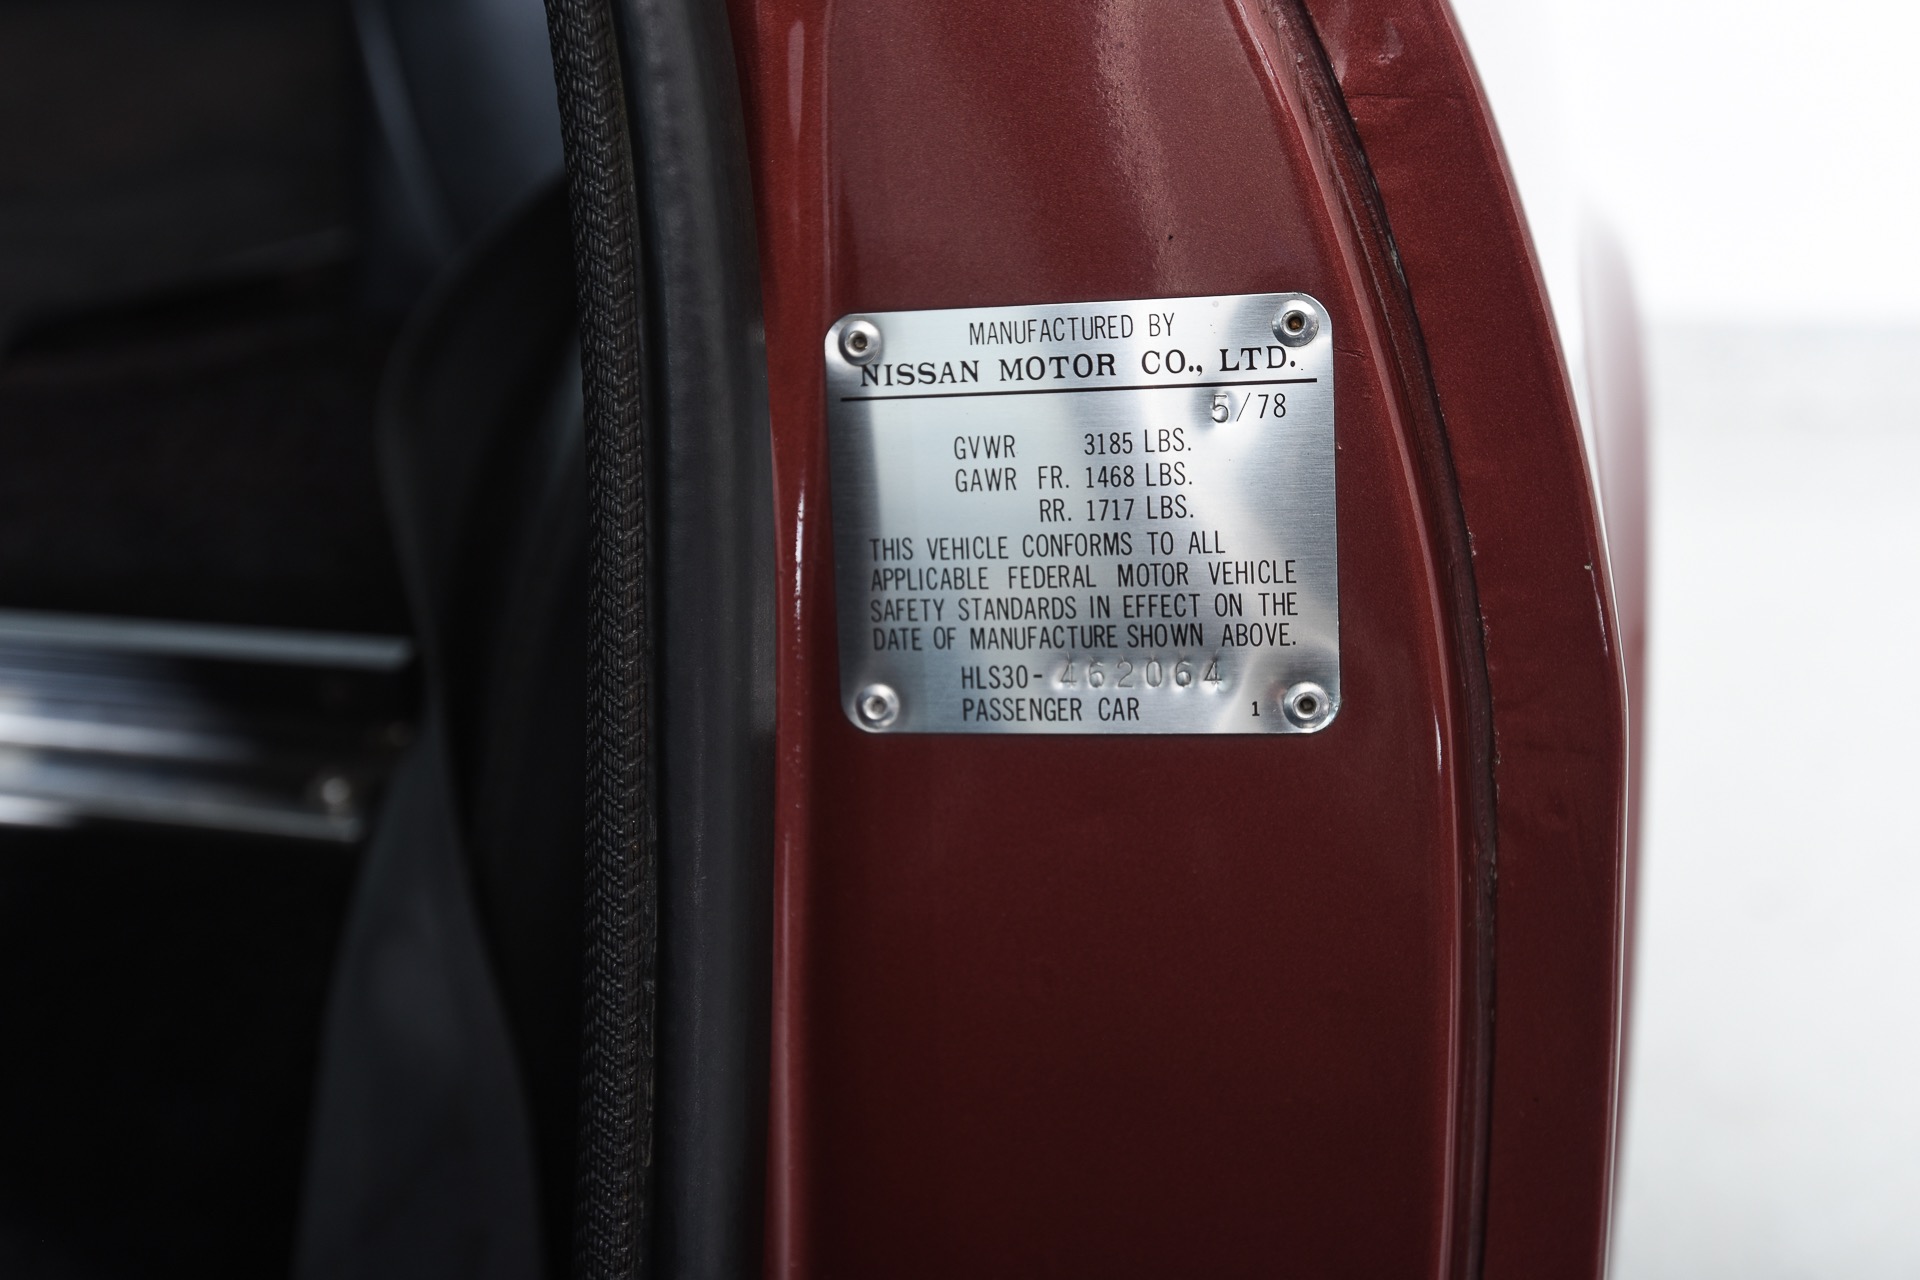 MANUFACTURED BY
NISSAN MOTOR CO., LTD.
5/78
GVWR 3185 LBS.
GAWR FR. 1468 LBS.
RR. 1717 LBS.
THIS VEHICLE CONFORMS TO ALL
APPLICABLE FEDERAL MOTOR VEHICLE
SAFETY STANDARDS IN EFFECT ON THE
DATE OF MANUFACTURE SHOWN ABOVE.
HLS30-462064
PASSENGER CAR 1